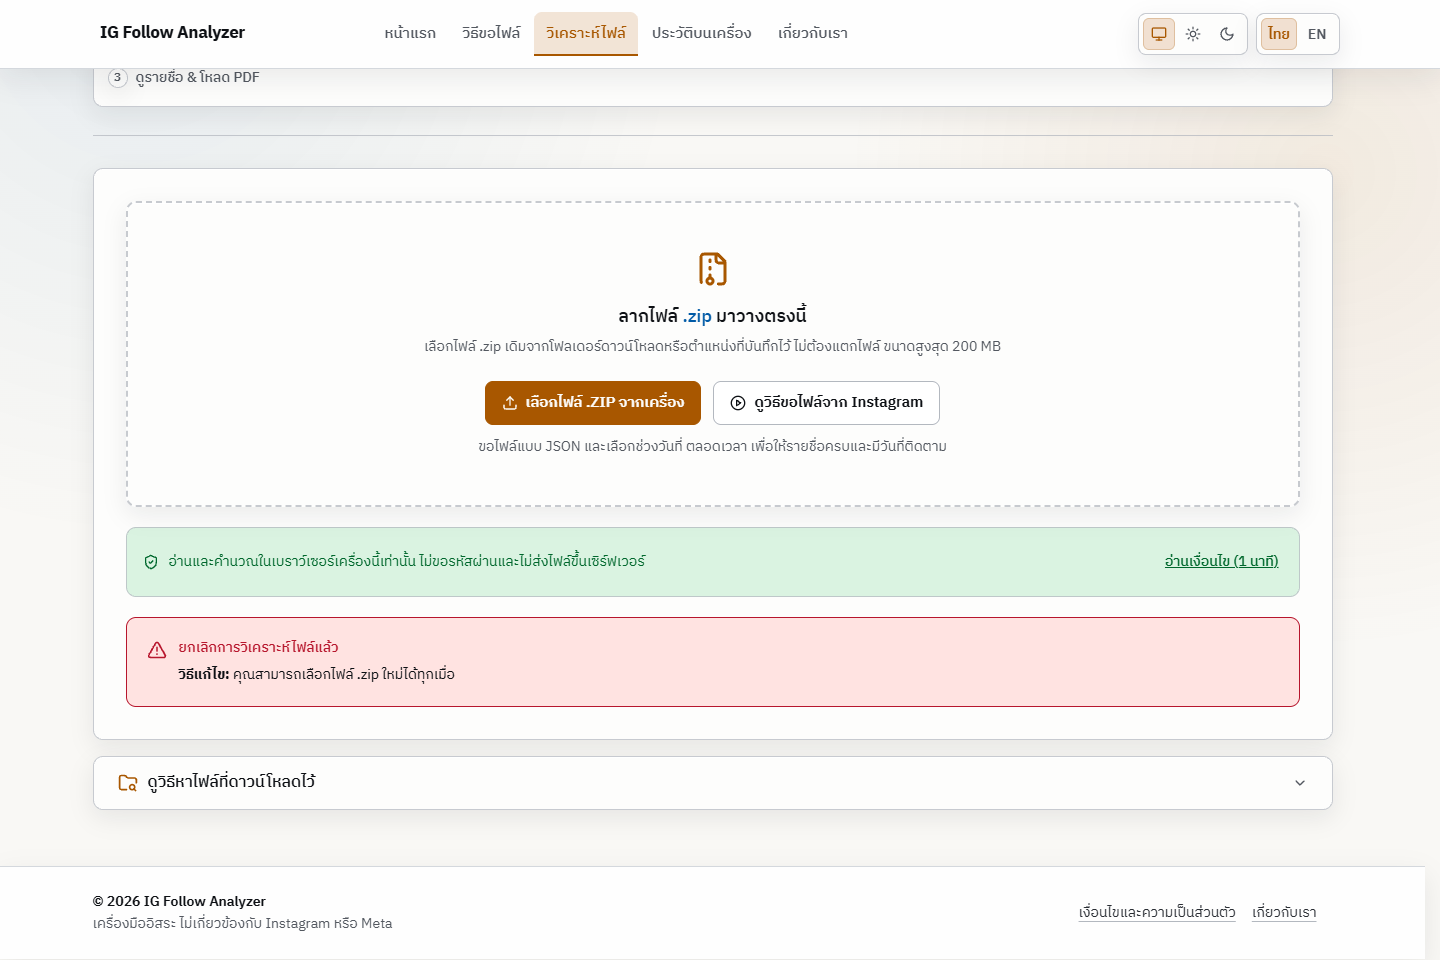 IG Follow Analyzer
หน้าแรก
วิธีขอไฟล์
วิเคราะห์ไฟล์
ประวัติบนเครื่อง
เกี่ยวกับเรา
ไทย
EN
3 ดูรายชื่อ & โหลด PDF
ลากไฟล์ .zip มาวางตรงนี้
เลือกไฟล์ .zip เดิมจากโฟลเดอร์ดาวน์โหลดหรือตำแหน่งที่บันทึกไว้ ไม่ต้องแตกไฟล์ ขนาดสูงสุด 200 MB
เลือกไฟล์ .ZIP จากเครื่อง
ดูวิธีขอไฟล์จาก Instagram
ขอไฟล์แบบ JSON และเลือกช่วงวันที่ ตลอดเวลา เพื่อให้รายชื่อครบและมีวันที่ติดตาม
อ่านและคำนวณในเบราว์เซอร์เครื่องนี้เท่านั้น ไม่ขอรหัสผ่านและไม่ส่งไฟล์ขึ้นเซิร์ฟเวอร์
อ่านเงื่อนไข (1 นาที)
ยกเลิกการวิเคราะห์ไฟล์แล้ว
วิธีแก้ไข: คุณสามารถเลือกไฟล์ .zip ใหม่ได้ทุกเมื่อ
ดูวิธีหาไฟล์ที่ดาวน์โหลดไว้
© 2026 IG Follow Analyzer
เครื่องมืออิสระ ไม่เกี่ยวข้องกับ Instagram หรือ Meta
เงื่อนไขและความเป็นส่วนตัว
เกี่ยวกับเรา